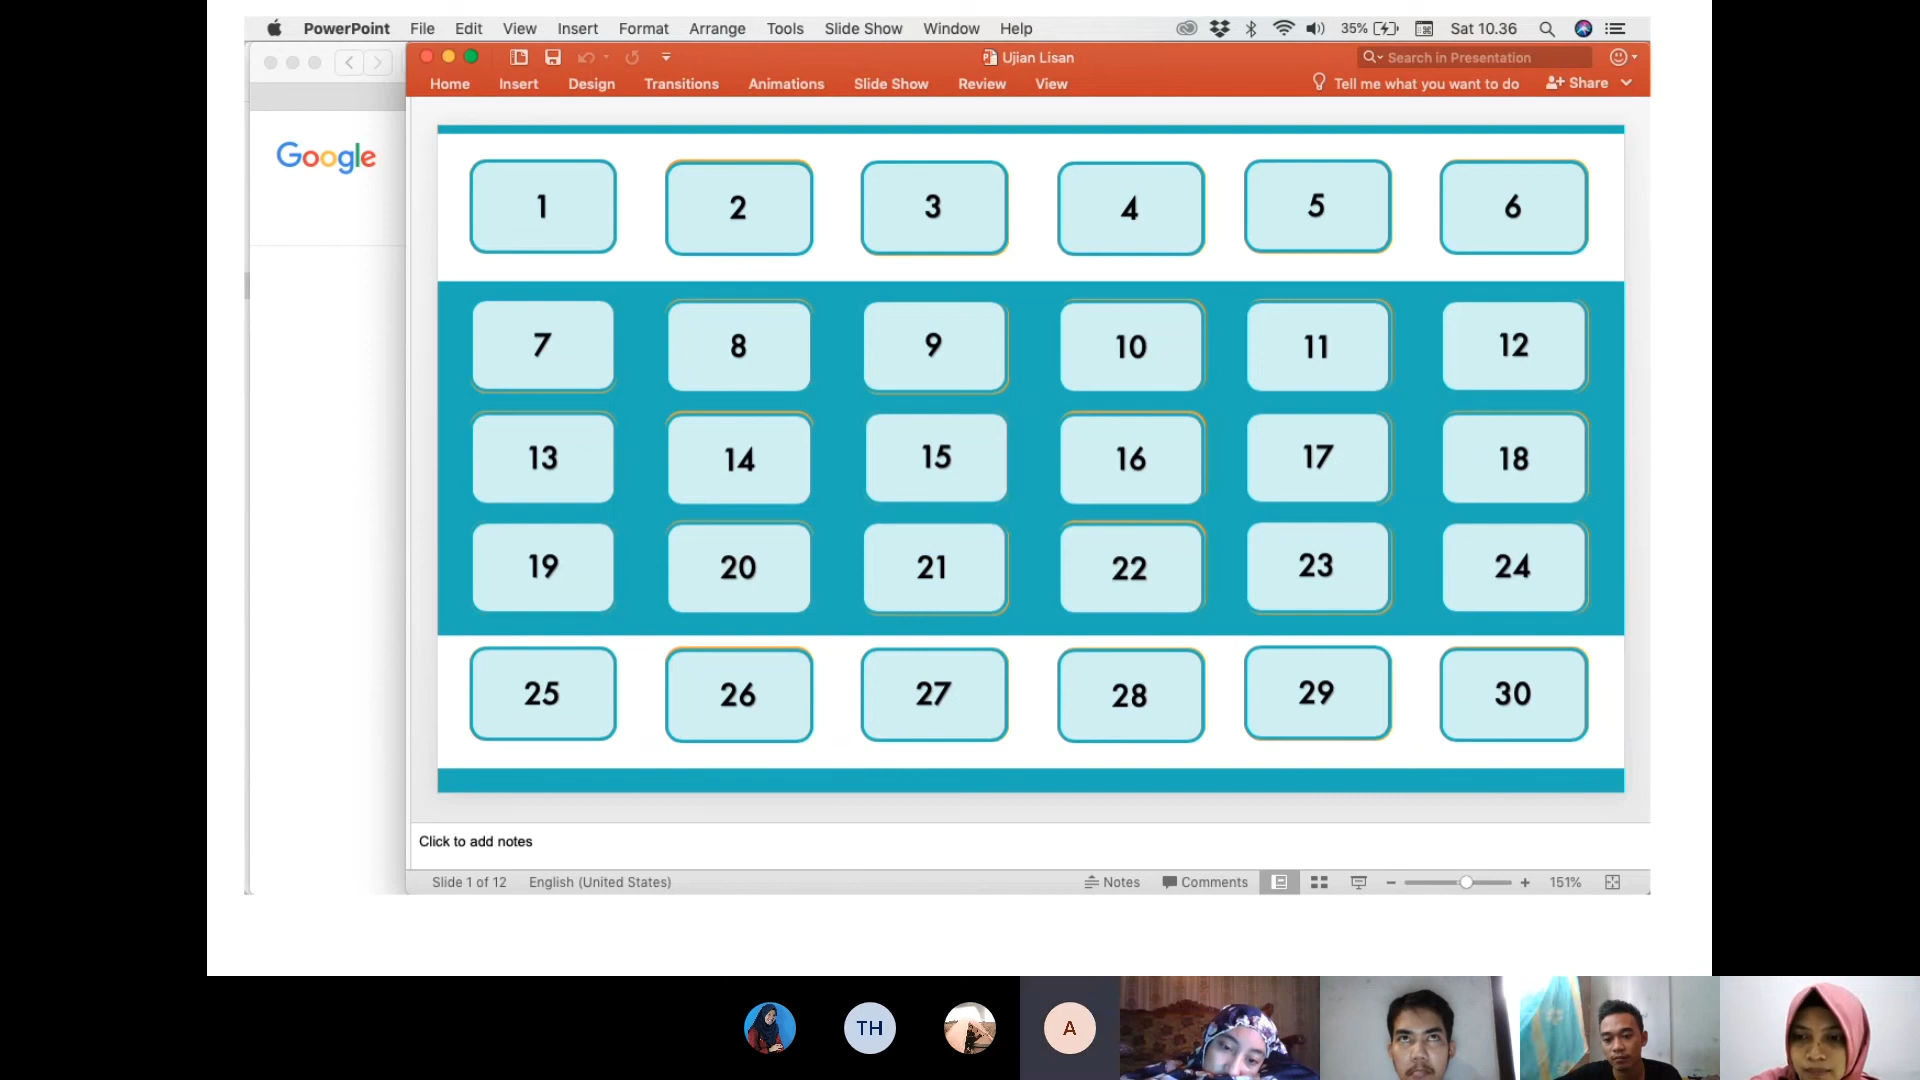 PowerPoint File Edit View Insert Format Arrange Tools Slide Show Window Help 35% Sat 10.36
Ujian Lisan
Search in Presentation
Home Insert Design Transitions Animations Slide Show Review View Tell me what you want to do Share
Google
1 2 3 4 5 6
7 8 9 10 11 12
13 14 15 16 17 18
19 20 21 22 23 24
25 26 27 28 29 30
Click to add notes
Slide 1 of 12 English (United States) Notes Comments 151%
TH A